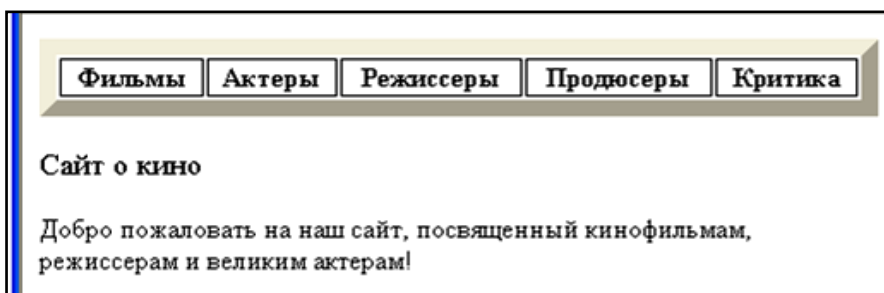 Фильмы Актеры Режиссеры Продюсеры Критика
Сайт о кино
Добро пожаловать на наш сайт, посвященный кинофильмам,
режиссерам и великим актерам!